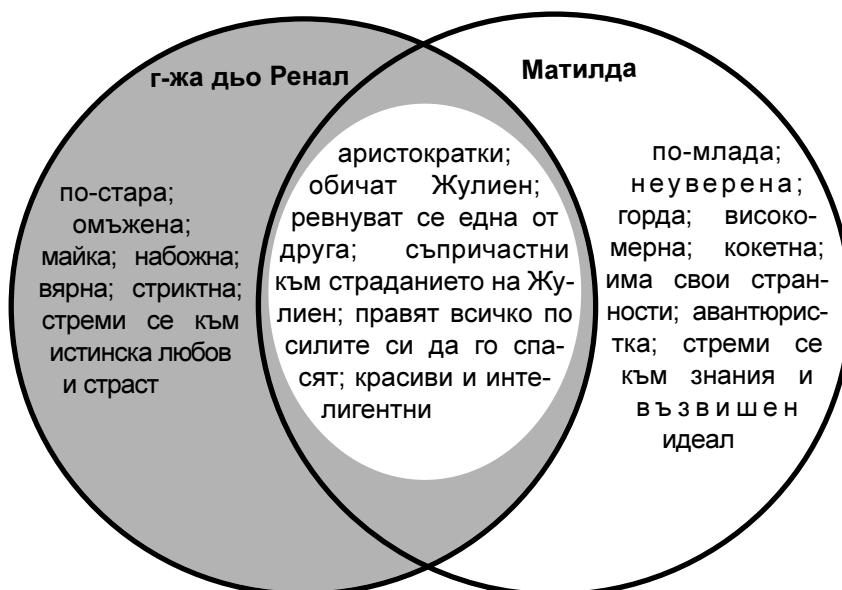 г-жа дьо Ренал
по-стара;
омъжена;
майка; набожна;
вярна; стриктна;
стреми се към
истинска любов
и страст
аристократки;
обичат Жулиен;
ревнуват се една от
друга; съпричастни
към страданието на Жу-
лиен; правят всичко по
силите си да го спа-
сят; красиви и инте-
лигентни
Матилда
по-млада;
неуверена;
горда; високо-
мерна; кокетна;
има свои стран-
ности; авантюрис-
тка; стреми се
към знания и
възвишен
идеал